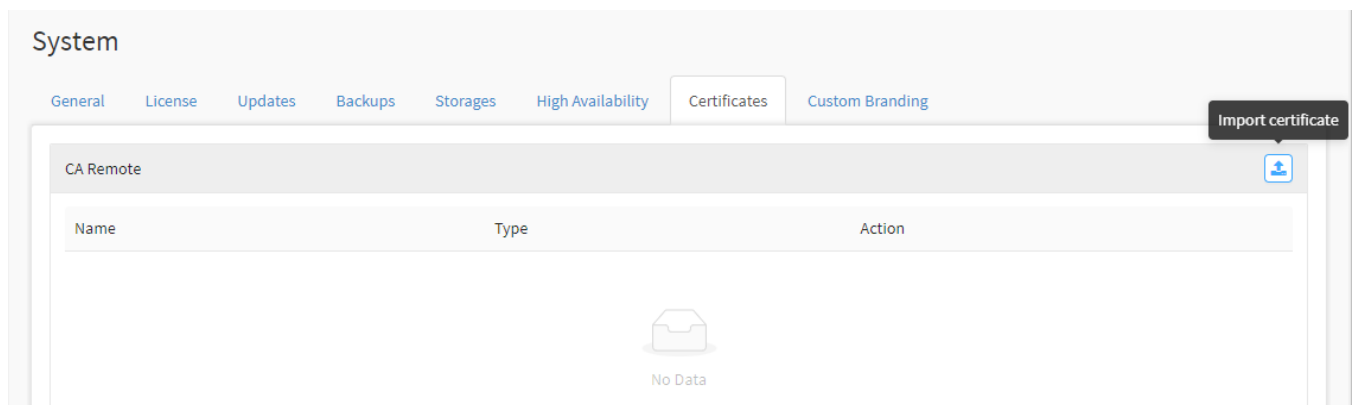 System
General License Updates Backups Storages High Availability Certificates Custom Branding
Import certificate
CA Remote
Name Type Action
No Data